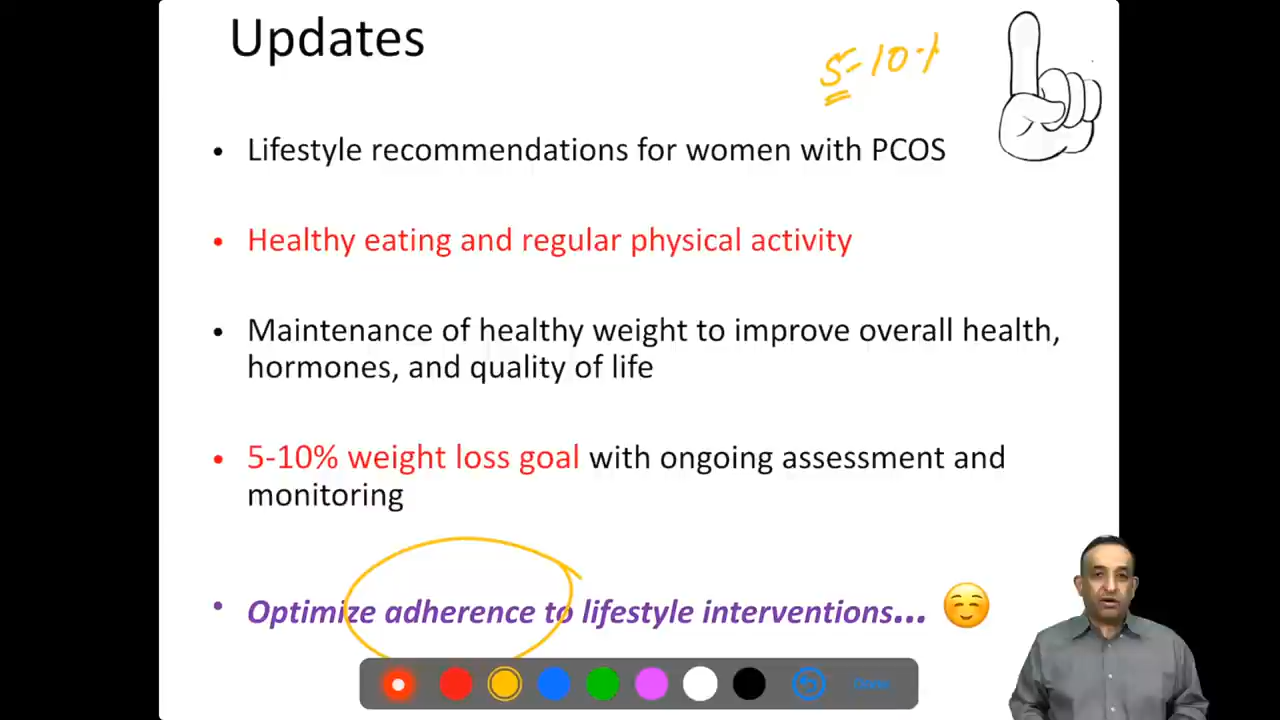 Updates
5-10%
• Lifestyle recommendations for women with PCOS
• Healthy eating and regular physical activity
• Maintenance of healthy weight to improve overall health,
hormones, and quality of life
• 5-10% weight loss goal with ongoing assessment and
monitoring
• Optimize adherence to lifestyle interventions...